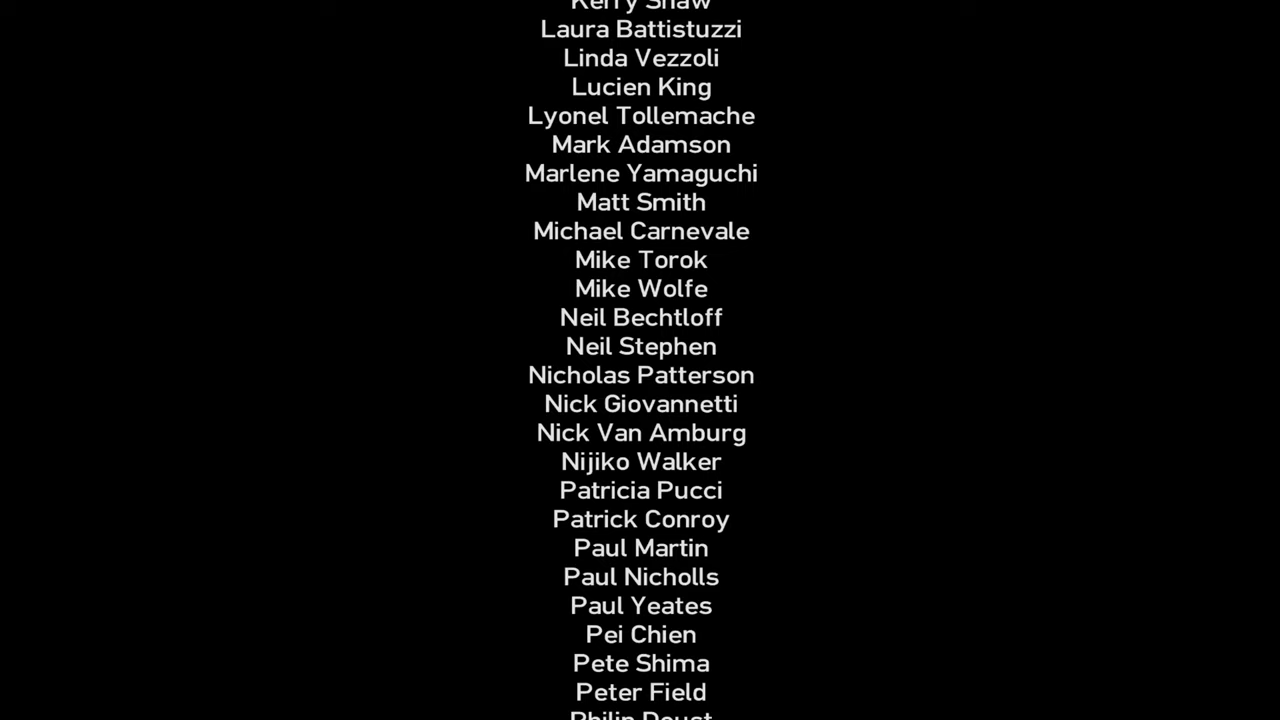 Kerry Shaw
Laura Battistuzzi
Linda Vezzoli
Lucien King
Lyonel Tollemache
Mark Adamson
Marlene Yamaguchi
Matt Smith
Michael Carnevale
Mike Torok
Mike Wolfe
Neil Bechtloff
Neil Stephen
Nicholas Patterson
Nick Giovannetti
Nick Van Amburg
Nijiko Walker
Patricia Pucci
Patrick Conroy
Paul Martin
Paul Nicholls
Paul Yeates
Pei Chien
Pete Shima
Peter Field